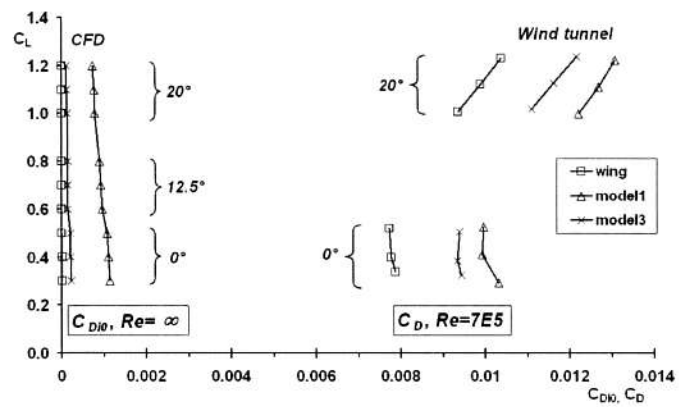 C_L
CFD
Wind tunnel
1.4
1.2
1.0
0.8
0.6
0.4
0.2
0.0
20°
12.5°
0°
20°
0°
wing
model1
model3
C_Di0, Re= ∞
C_D, Re=7E5
0 0.002 0.004 0.006 0.008 0.01 0.012 0.014
C_Di0, C_D